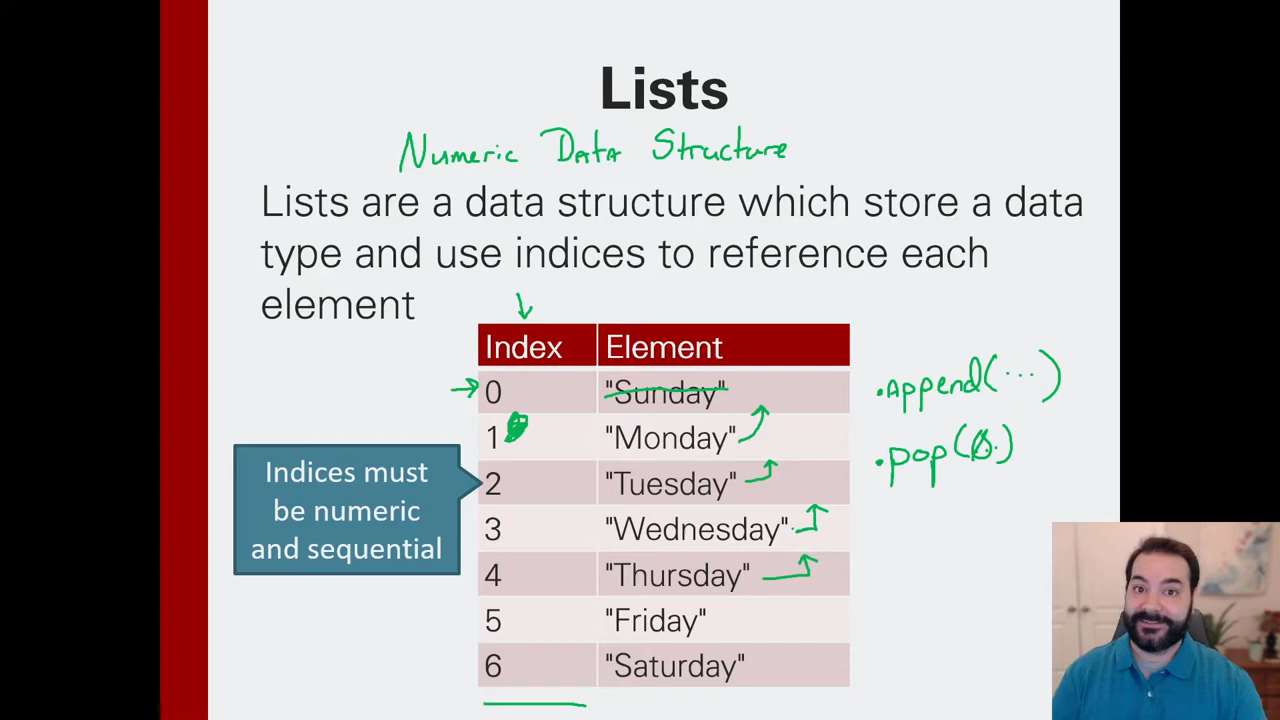 Lists
Numeric Data Structure
Lists are a data structure which store a data
type and use indices to reference each
element
Index Element
0 "Sunday"
1 "Monday"
2 "Tuesday"
3 "Wednesday"
4 "Thursday"
5 "Friday"
6 "Saturday"
Indices must
be numeric
and sequential
.append(...)
.pop(0)